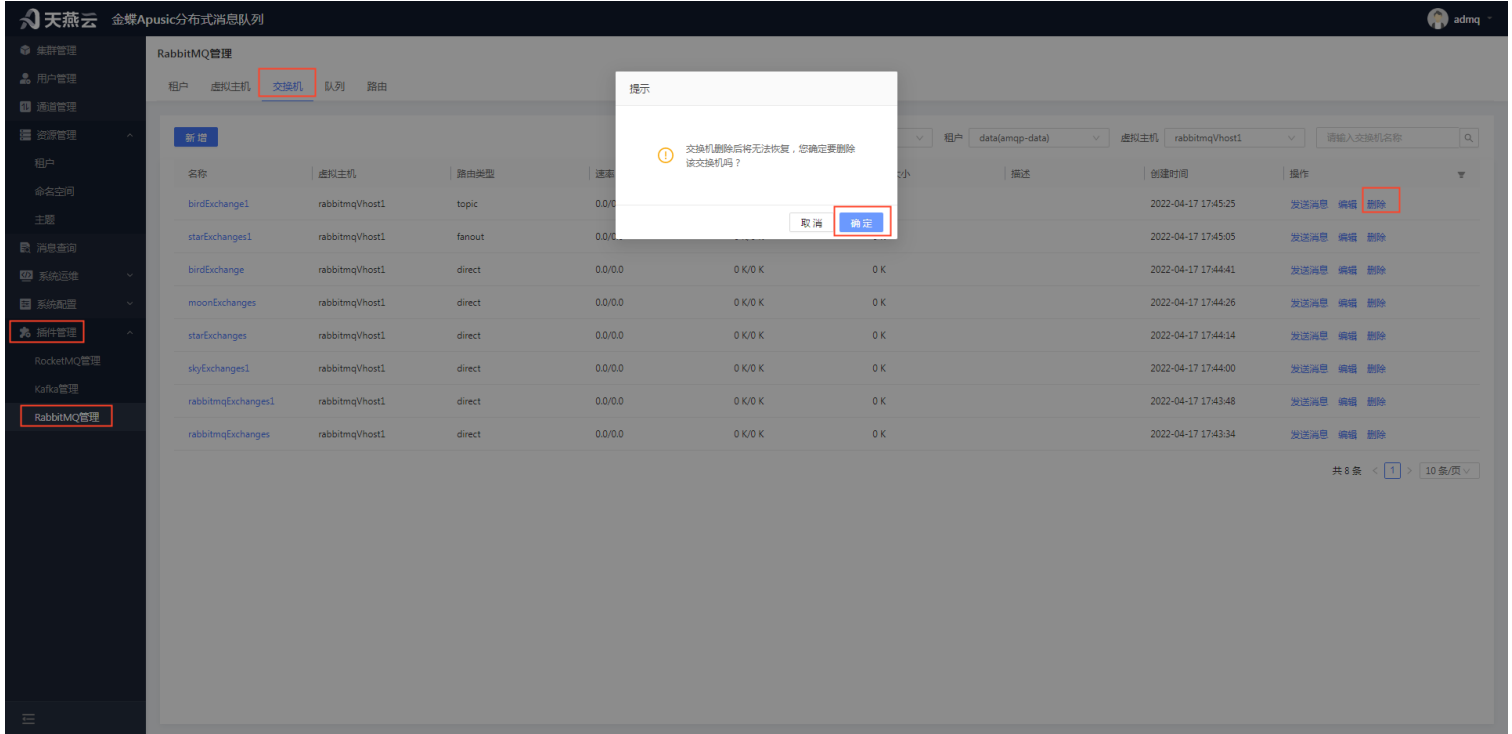 天燕云 金蝶Apusic分布式消息队列
admq
集群管理
用户管理
通道管理
资源管理
租户
命名空间
主题
消息查询
系统运维
系统配置
插件管理
RocketMQ管理
Kafka管理
RabbitMQ管理
RabbitMQ管理
租户 虚拟主机 交换机 队列 路由
提示
交换机删除后将无法恢复，您确定要删除
该交换机吗？
取消 确定
新增 租户 data(amqp-data) 虚拟主机 rabbitmqVhost1 请输入交换机名称
名称 虚拟主机 路由类型 速率 小 描述 创建时间 操作
birdExchange1 rabbitmqVhost1 topic 0.0/0 2022-04-17 17:45:25 发送消息 编辑 删除
starExchanges1 rabbitmqVhost1 fanout 0.0/0.0 2022-04-17 17:45:05 发送消息 编辑 删除
birdExchange rabbitmqVhost1 direct 0.0/0.0 0 K/0 K 0 K 2022-04-17 17:44:41 发送消息 编辑 删除
moonExchanges rabbitmqVhost1 direct 0.0/0.0 0 K/0 K 0 K 2022-04-17 17:44:26 发送消息 编辑 删除
starExchanges rabbitmqVhost1 direct 0.0/0.0 0 K/0 K 0 K 2022-04-17 17:44:14 发送消息 编辑 删除
skyExchanges1 rabbitmqVhost1 direct 0.0/0.0 0 K/0 K 0 K 2022-04-17 17:44:00 发送消息 编辑 删除
rabbitmqExchanges1 rabbitmqVhost1 direct 0.0/0.0 0 K/0 K 0 K 2022-04-17 17:43:48 发送消息 编辑 删除
rabbitmqExchanges rabbitmqVhost1 direct 0.0/0.0 0 K/0 K 0 K 2022-04-17 17:43:34 发送消息 编辑 删除
共 8 条 < 1 > 10 条/页